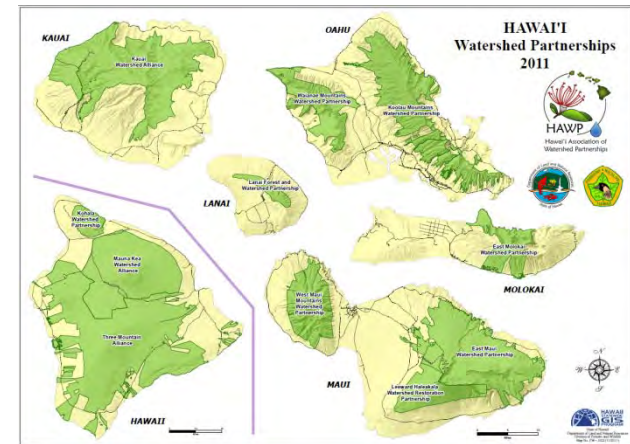 HAWAI'I
Watershed Partnerships
2011
HAWP
Hawai'i Association of
Watershed Partnerships
KAUAI
Kauai
Watershed Alliance
OAHU
Waianae Mountains
Watershed Partnership
Koolau Mountains
Watershed Partnership
LANAI
Lanai Forest and
Watershed Partnership
MOLOKAI
East Molokai
Watershed Partnership
HAWAII
Kohala
Watershed
Partnership
Mauna Kea
Watershed
Alliance
Three Mountain
Alliance
MAUI
West Maui
Mountains
Watershed
Partnership
East Maui
Watershed Partnership
Leeward Haleakala
Watershed Restoration
Partnership
N
HAWAII
GIS